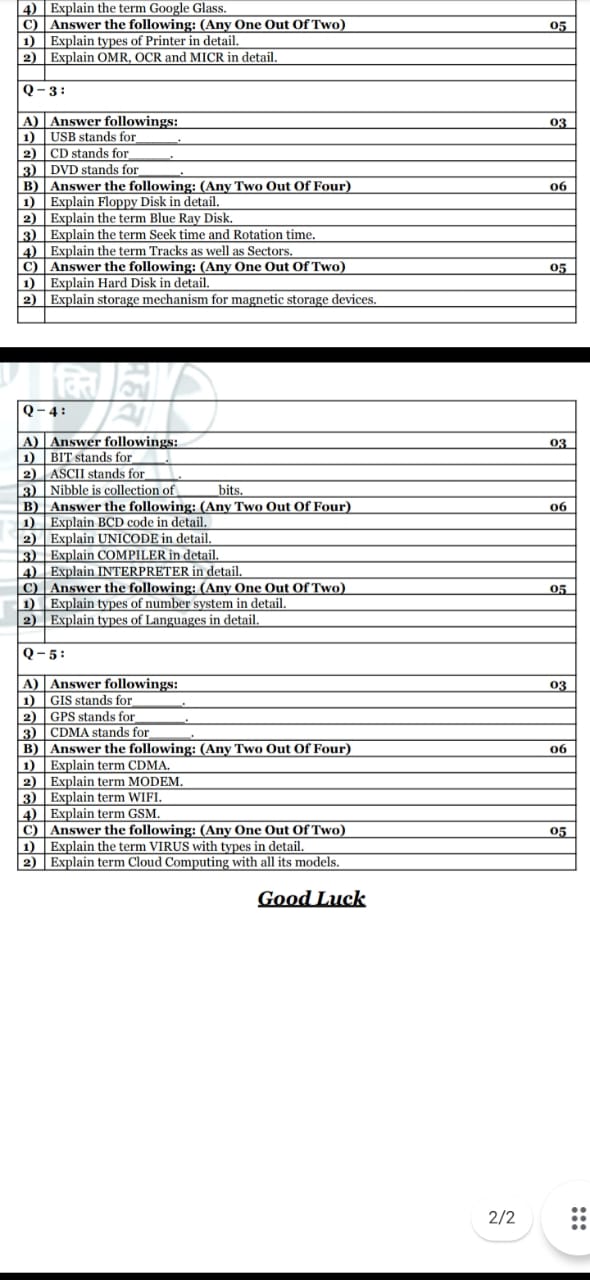 4) Explain the term Google Glass.
C) Answer the following: (Any One Out Of Two) 05
1) Explain types of Printer in detail.
2) Explain OMR, OCR and MICR in detail.
Q – 3 :
A) Answer followings: 03
1) USB stands for______.
2) CD stands for______.
3) DVD stands for______.
B) Answer the following: (Any Two Out Of Four) 06
1) Explain Floppy Disk in detail.
2) Explain the term Blue Ray Disk.
3) Explain the term Seek time and Rotation time.
4) Explain the term Tracks as well as Sectors.
C) Answer the following: (Any One Out Of Two) 05
1) Explain Hard Disk in detail.
2) Explain storage mechanism for magnetic storage devices.
Q – 4 :
A) Answer followings: 03
1) BIT stands for_____.
2) ASCII stands for_____.
3) Nibble is collection of ______bits.
B) Answer the following: (Any Two Out Of Four) 06
1) Explain BCD code in detail.
2) Explain UNICODE in detail.
3) Explain COMPILER in detail.
4) Explain INTERPRETER in detail.
C) Answer the following: (Any One Out Of Two) 05
1) Explain types of number system in detail.
2) Explain types of Languages in detail.
Q – 5 :
A) Answer followings: 03
1) GIS stands for_______.
2) GPS stands for_______.
3) CDMA stands for______.
B) Answer the following: (Any Two Out Of Four) 06
1) Explain term CDMA.
2) Explain term MODEM.
3) Explain term WIFI.
4) Explain term GSM.
C) Answer the following: (Any One Out Of Two) 05
1) Explain the term VIRUS with types in detail.
2) Explain term Cloud Computing with all its models.
Good Luck
2/2